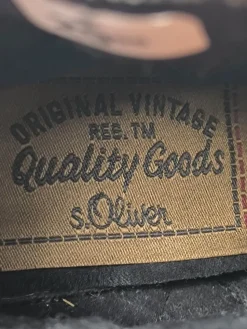 ORIGINAL VINTAGE
REG. TM
Quality Goods
s.Oliver